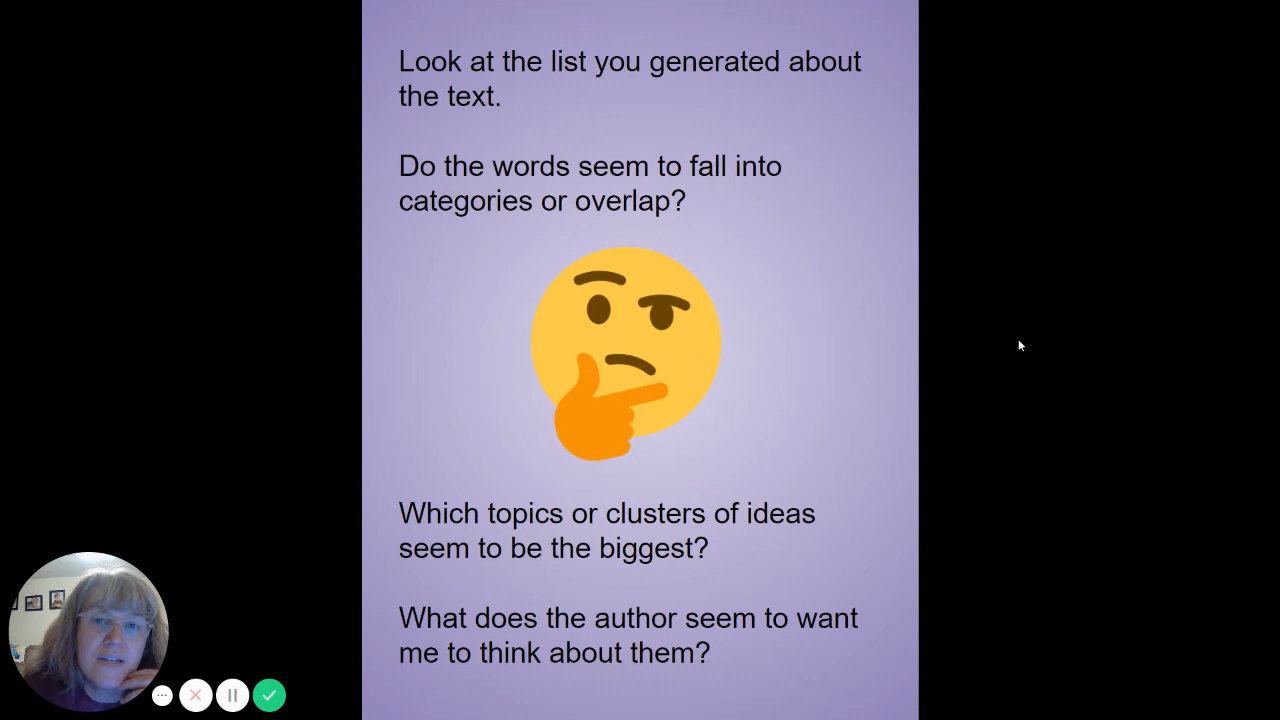 Look at the list you generated about
the text.
Do the words seem to fall into
categories or overlap?
Which topics or clusters of ideas
seem to be the biggest?
What does the author seem to want
me to think about them?